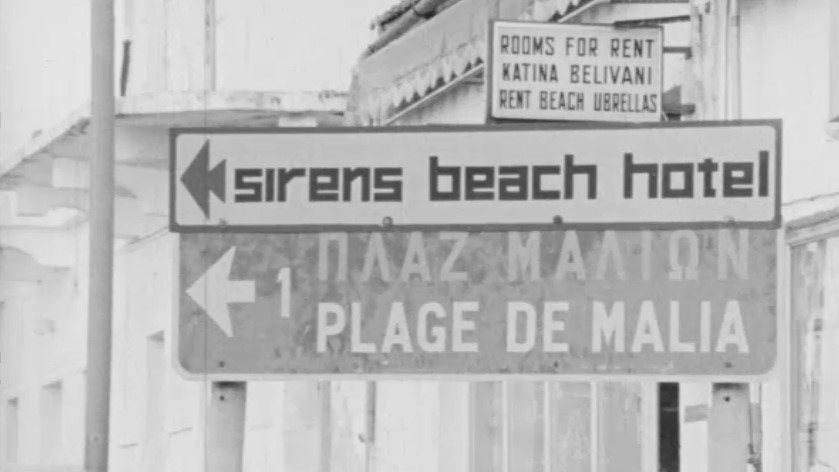 ROOMS FOR RENT
KATINA BELIVANI
RENT BEACH UBRELLAS
sirens beach hotel
ΠΛΑΖ ΜΑΛΙΩΝ
1
PLAGE DE MALIA